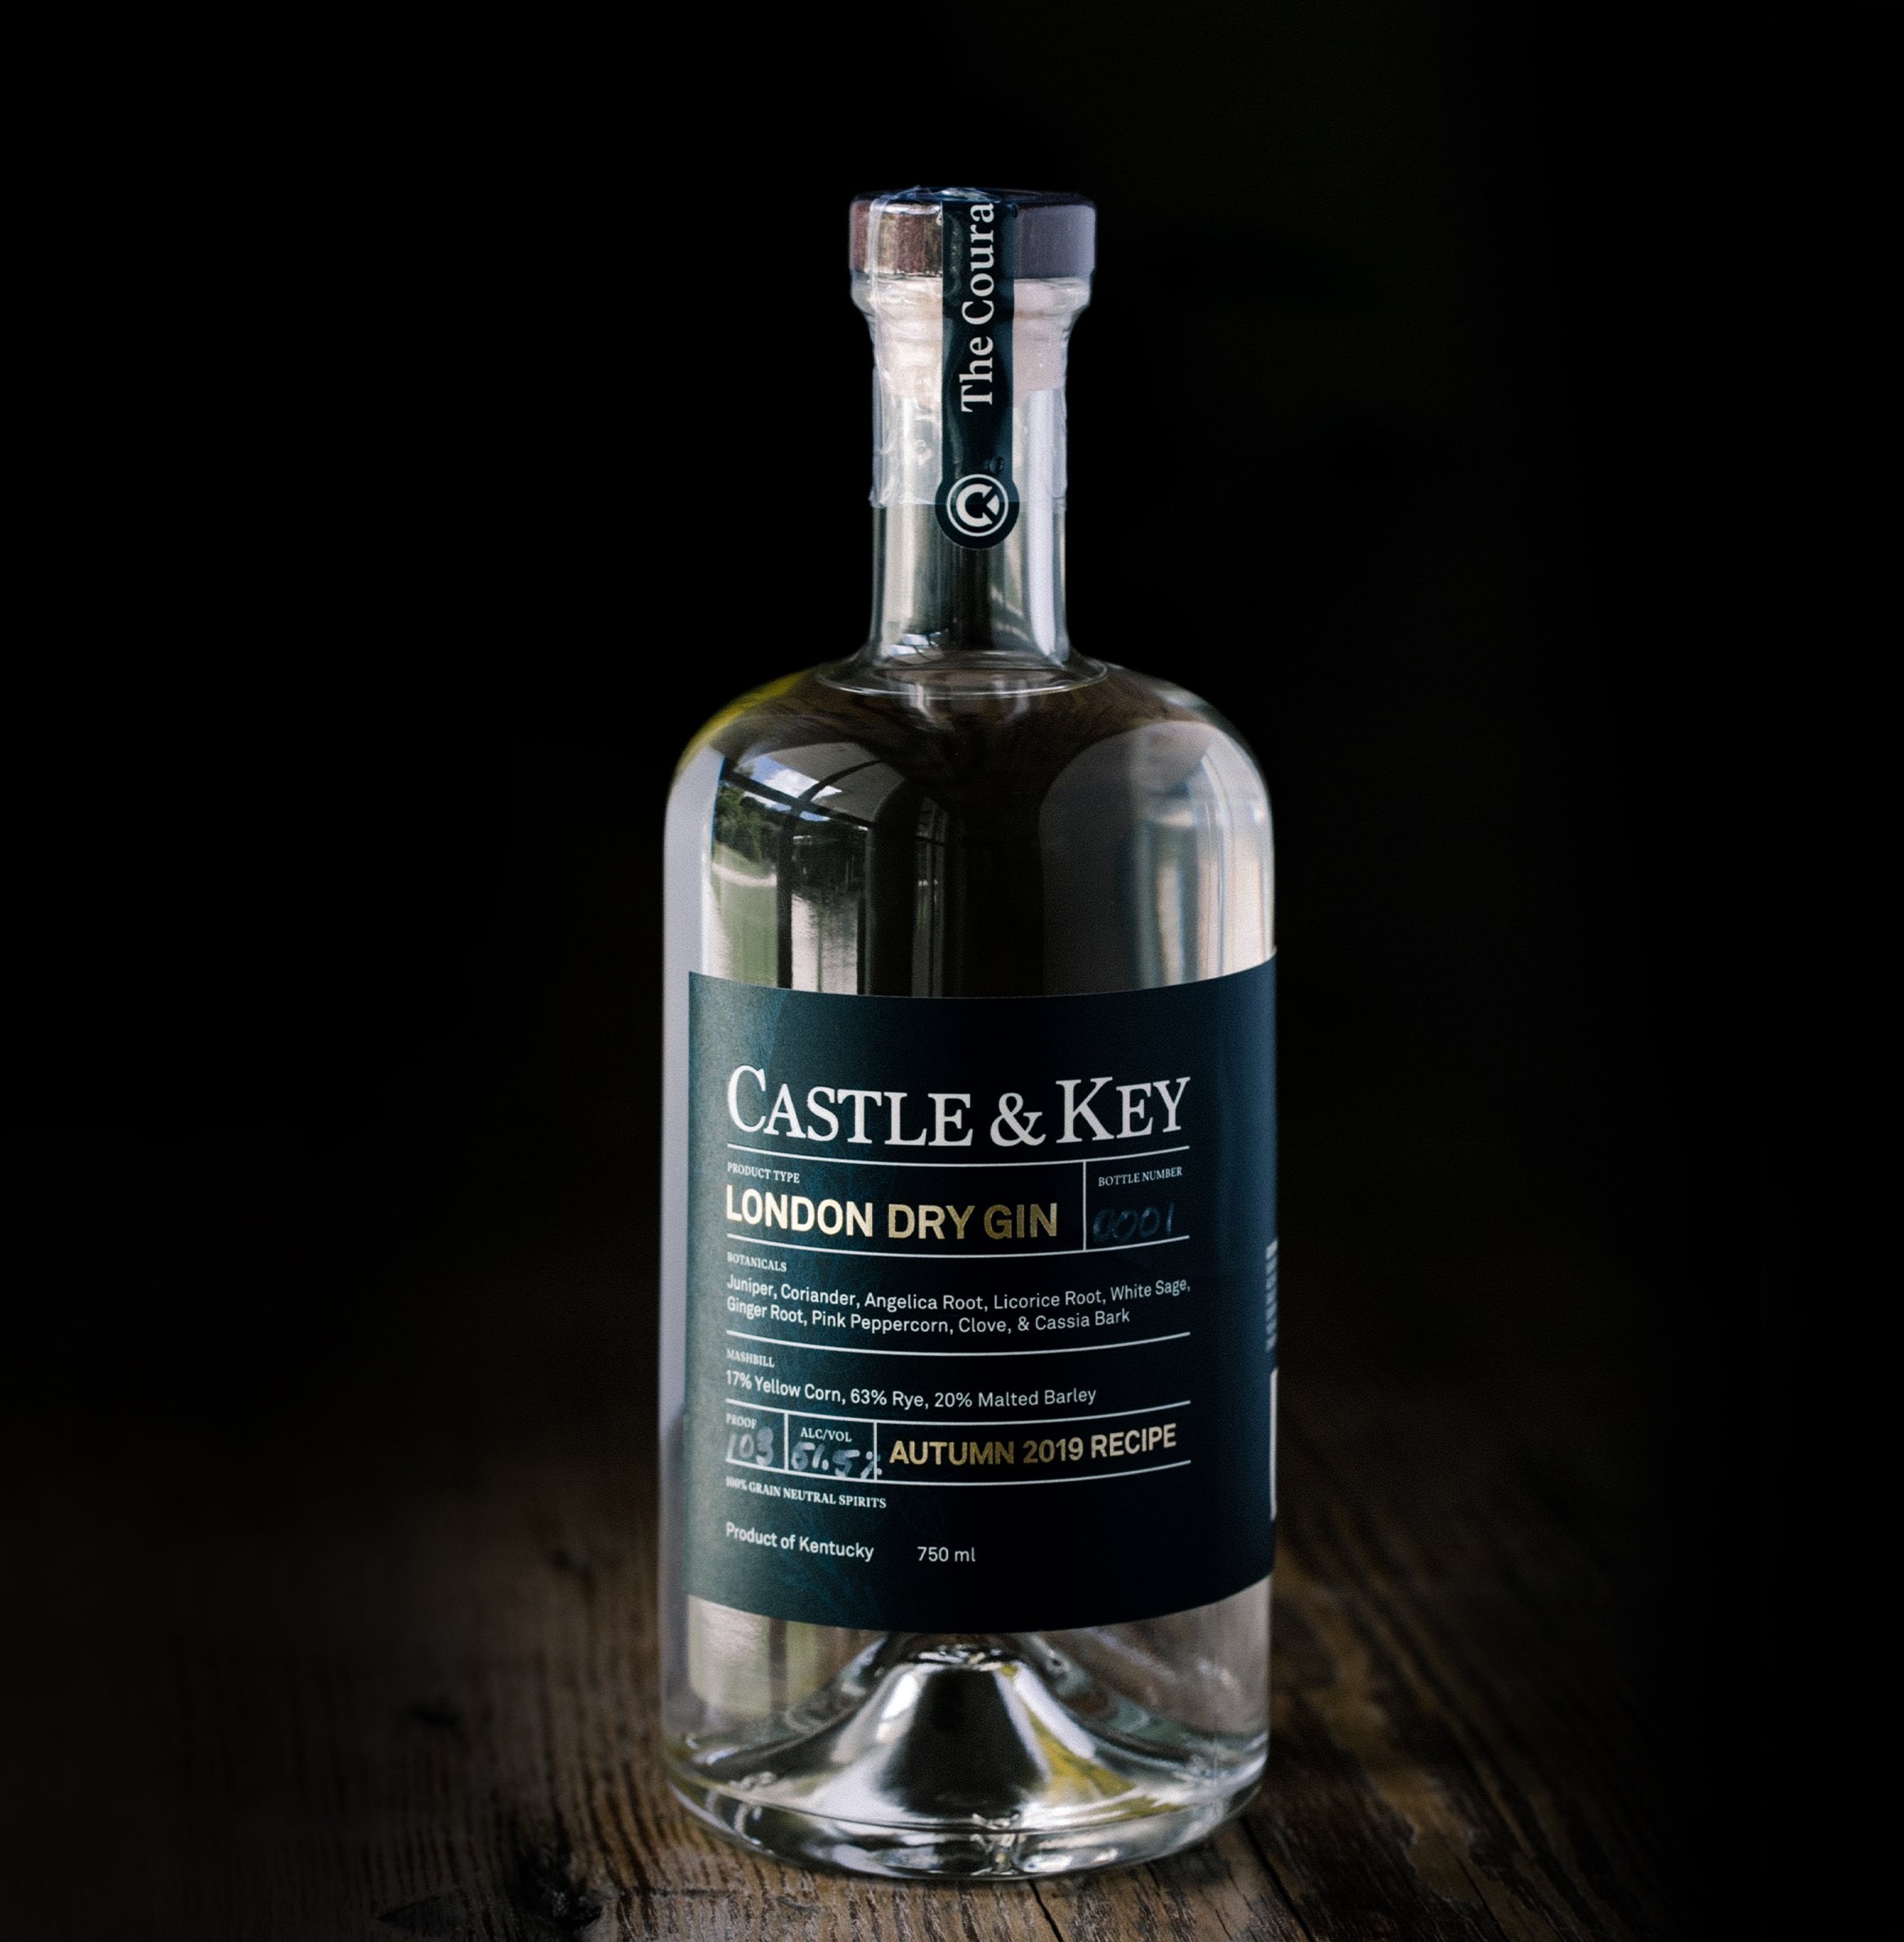 The Coura
CASTLE & KEY
PRODUCT TYPE
LONDON DRY GIN
BOTTLE NUMBER
0001
BOTANICALS
Juniper, Coriander, Angelica Root, Licorice Root, White Sage,
Ginger Root, Pink Peppercorn, Clove, & Cassia Bark
MASHBILL
17% Yellow Corn, 63% Rye, 20% Malted Barley
PROOF
103
ALC/VOL
51.5%
AUTUMN 2019 RECIPE
100% GRAIN NEUTRAL SPIRITS
Product of Kentucky 750 ml